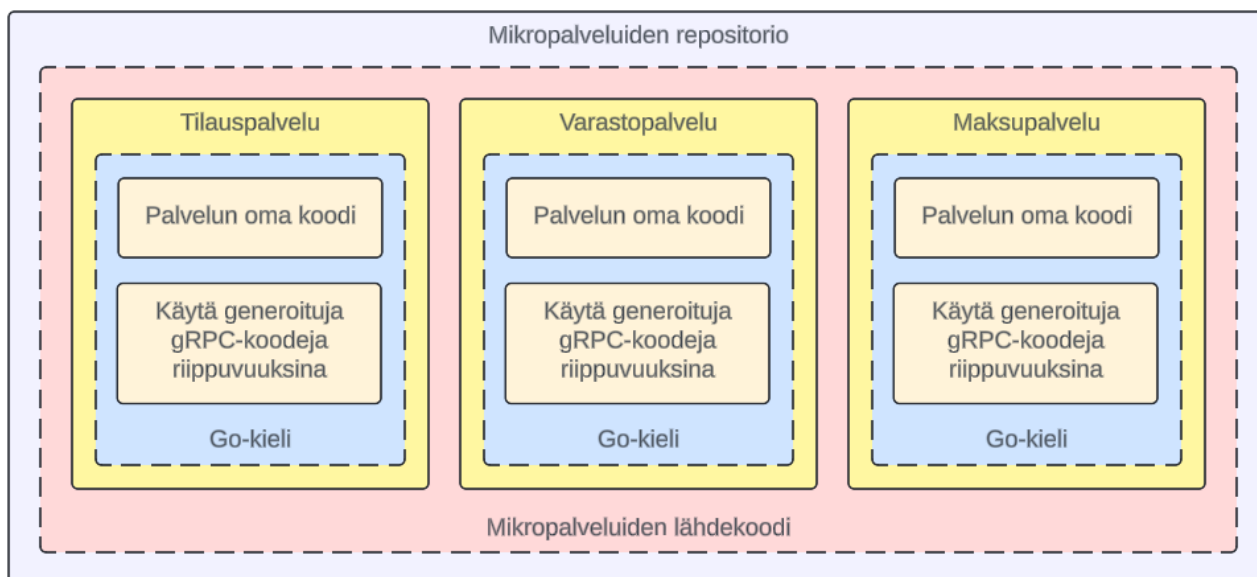 Mikropalveluiden repositorio
Tilauspalvelu
Palvelun oma koodi
Käytä generoituja
gRPC-koodeja
riippuvuuksina
Go-kieli
Varastopalvelu
Palvelun oma koodi
Käytä generoituja
gRPC-koodeja
riippuvuuksina
Go-kieli
Maksupalvelu
Palvelun oma koodi
Käytä generoituja
gRPC-koodeja
riippuvuuksina
Go-kieli
Mikropalveluiden lähdekoodi